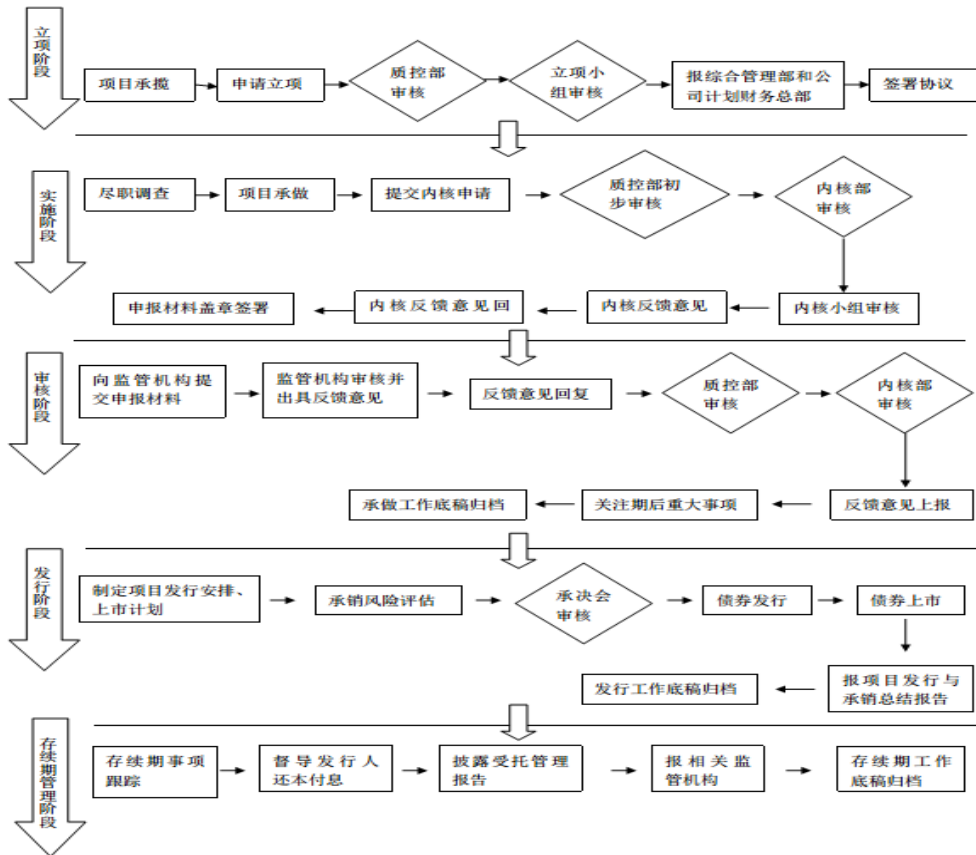 立项阶段
项目承揽
申请立项
质控部
审核
立项小
组审核
报综合管理部和公
司计划财务总部
签署协议
实施阶段
尽职调查
项目承做
提交内核申请
质控部初
步审核
内核部
审核
内核小组审核
内核反馈意见
内核反馈意见回
申报材料盖章签署
审核阶段
向监管机构提
交申报材料
监管机构审核并
出具反馈意见
反馈意见回复
质控部
审核
内核部
审核
反馈意见上报
关注期后重大事项
承做工作底稿归档
发行阶段
制定项目发行安排、
上市计划
承销风险评估
承决会
审核
债券发行
债券上市
报项目发行与
承销总结报告
发行工作底稿归档
存续期管理阶段
存续期事项
跟踪
督导发行人
还本付息
披露受托管理
报告
报相关监
管机构
存续期工作
底稿归档